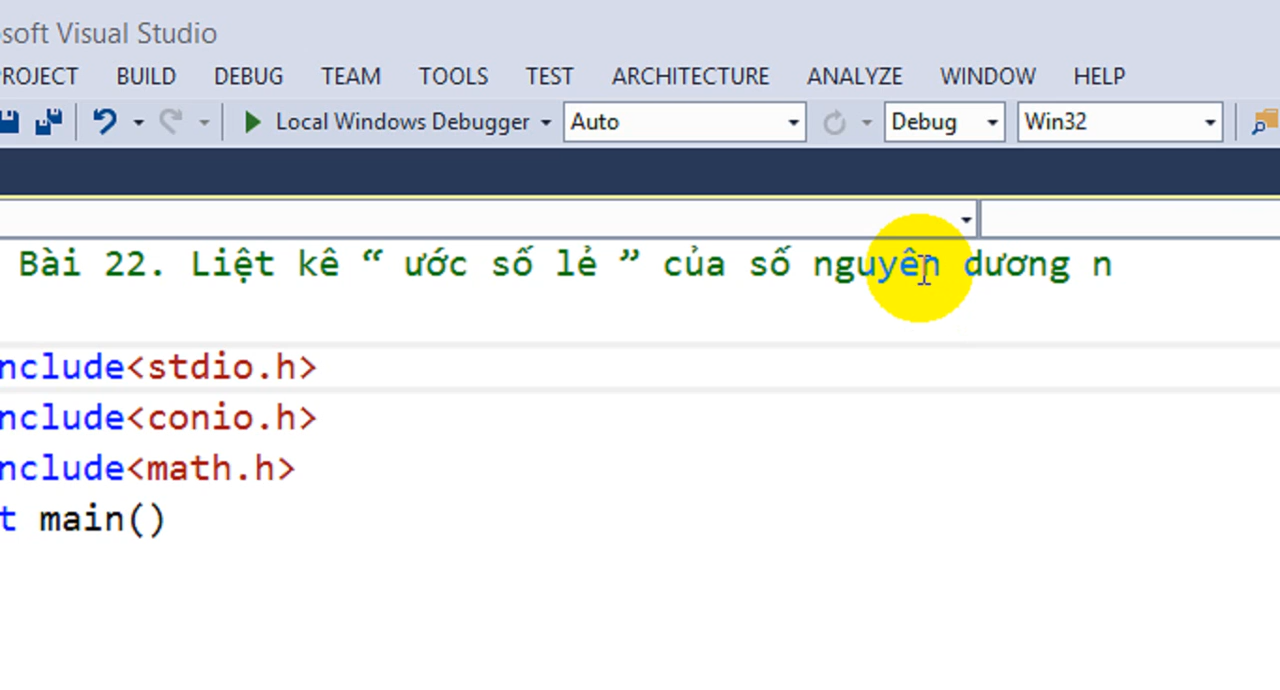 osoft Visual Studio
PROJECT BUILD DEBUG TEAM TOOLS TEST ARCHITECTURE ANALYZE WINDOW HELP
Local Windows Debugger Auto Debug Win32
Bài 22. Liệt kê “ ước số lẻ ” của số nguyên dương n
nclude<stdio.h>
nclude<conio.h>
nclude<math.h>
t main()